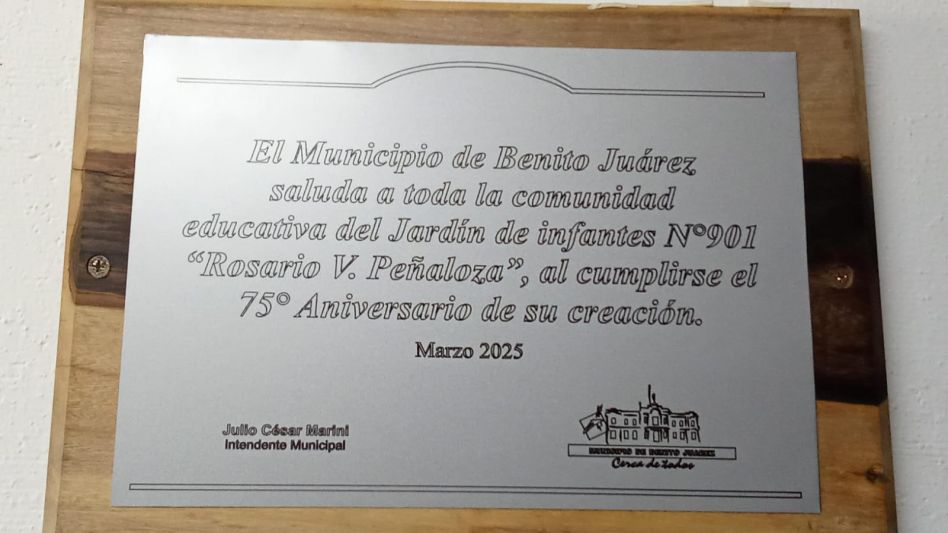 El Municipio de Benito Juárez
saluda a toda la comunidad
educativa del Jardín de infantes N°901
“Rosario V. Peñaloza”, al cumplirse el
75° Aniversario de su creación.
Marzo 2025
Julio César Marini
Intendente Municipal
MUNICIPIO DE BENITO JUAREZ
Cerca de todos